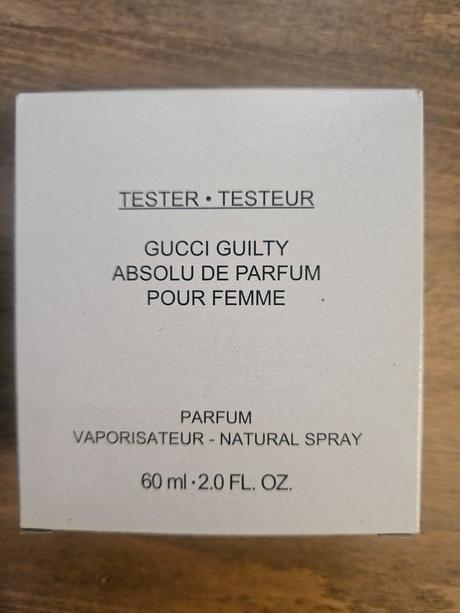 TESTER • TESTEUR
GUCCI GUILTY
ABSOLU DE PARFUM
POUR FEMME
PARFUM
VAPORISATEUR - NATURAL SPRAY
60 ml • 2.0 FL. OZ.